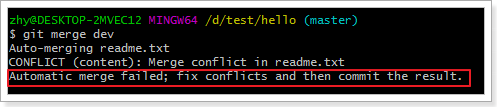 zhy@DESKTOP-2MVEC12 MINGW64 /d/test/hello (master)
$ git merge dev
Auto-merging readme.txt
CONFLICT (content): Merge conflict in readme.txt
Automatic merge failed; fix conflicts and then commit the result.